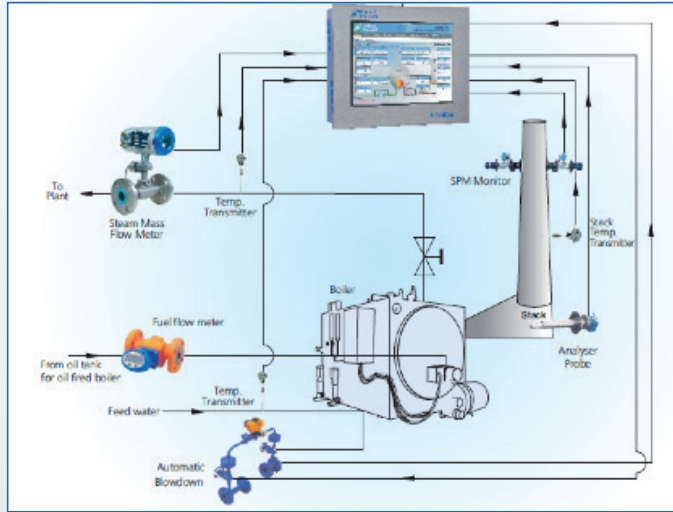 To
Plant
Steam Mass
Flow Meter
Temp.
Transmitter
SPM Monitor
Stack
Temp.
Transmitter
Boiler
Fuel flow meter
Stack
Analyser
Probe
From oil tank
for oil fired boiler
Temp.
Transmitter
Feed water
Automatic
Blowdown